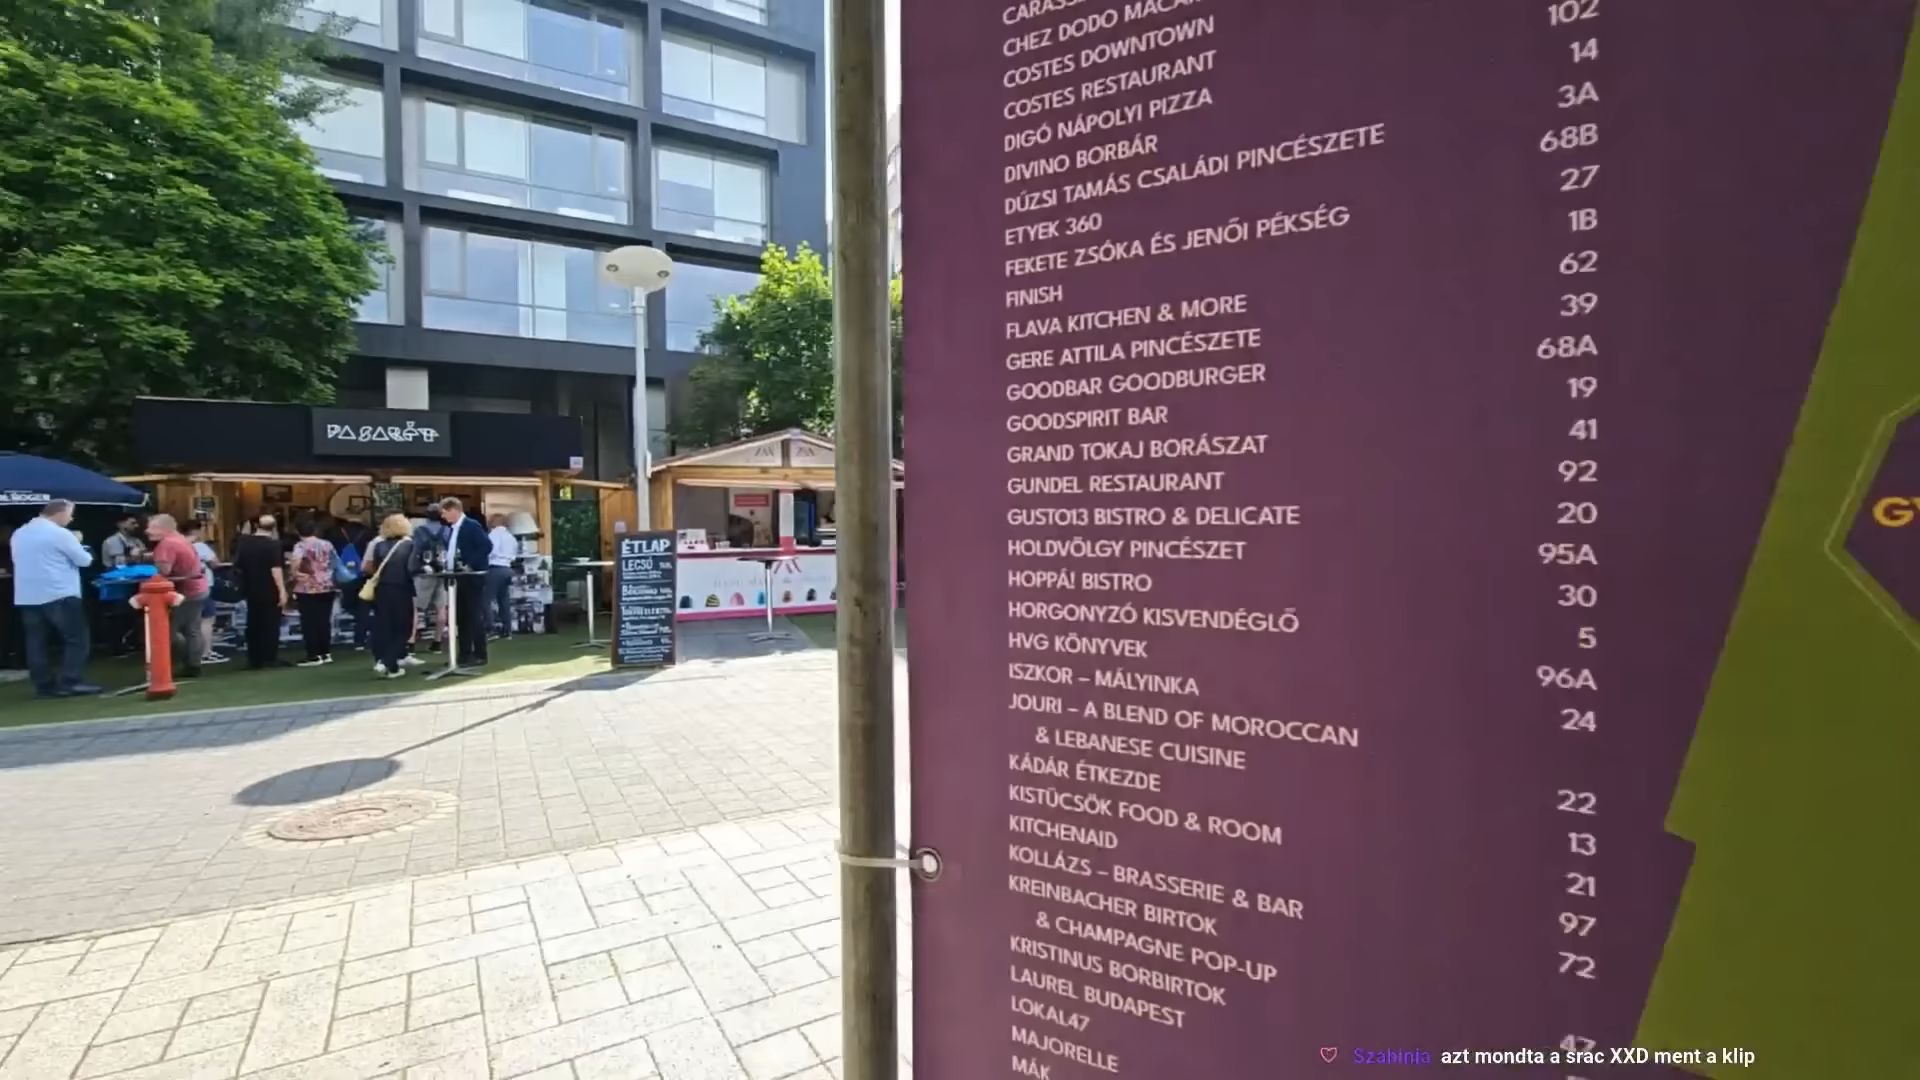 CHEZ DODO
COSTES DOWNTOWN
COSTES RESTAURANT
DIGÓ NÁPOLYI PIZZA
DIVINO BORBÁR
DÚZSI TAMÁS CSALÁDI PINCÉSZETE
ETYEK 360
FEKETE ZSÓKA ÉS JENŐI PÉKSÉG
FINISH
FLAVA KITCHEN & MORE
GERE ATTILA PINCÉSZETE
GOODBAR GOODBURGER
GOODSPIRIT BAR
GRAND TOKAJ BORÁSZAT
GUNDEL RESTAURANT
GUSTO13 BISTRO & DELICATE
HOLDVÖLGY PINCÉSZET
HOPPÁ! BISTRO
HORGONYZÓ KISVENDÉGLŐ
HVG KÖNYVEK
ISZKOR – MÁLYINKA
JOURI – A BLEND OF MOROCCAN
& LEBANESE CUISINE
KÁDÁR ÉTKEZDE
KISTÜCSÖK FOOD & ROOM
KITCHENAID
KOLLÁZS – BRASSERIE & BAR
KREINBACHER BIRTOK
& CHAMPAGNE POP-UP
KRISTINUS BORBIRTOK
LAUREL BUDAPEST
LOKAL47
MAJORELLE
MÁK
102
14
3A
68B
27
1B
62
39
68A
19
41
92
20
95A
30
5
96A
24
22
13
21
97
72
47
PASARÉT
ÉTLAP
LECSÓ
Szabinja azt mondta a srac XXD ment a klip